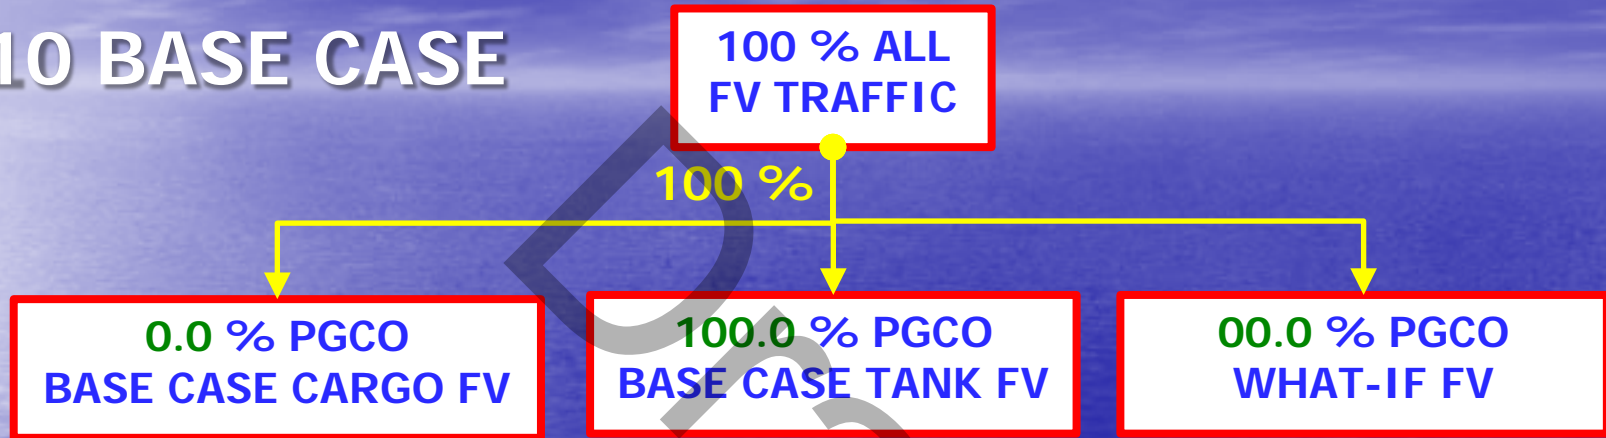 10 BASE CASE
100 % ALL
FV TRAFFIC
100 %
0.0 % PGCO
BASE CASE CARGO FV
100.0 % PGCO
BASE CASE TANK FV
00.0 % PGCO
WHAT-IF FV